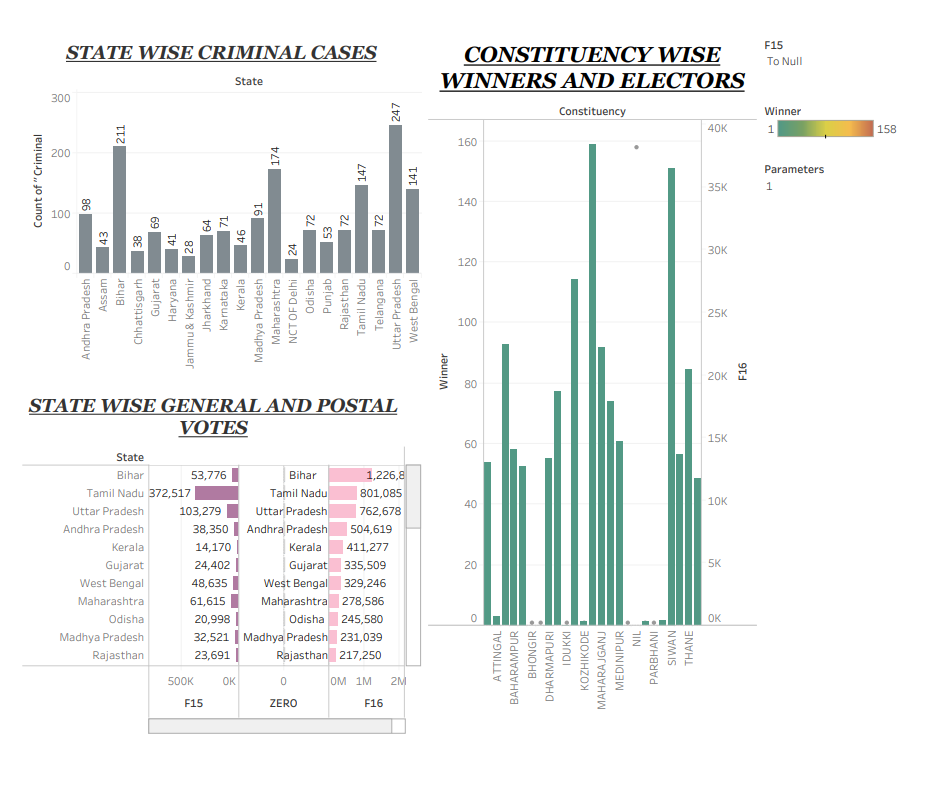 STATE WISE CRIMINAL CASES
State
300
200
100
0
Count of "Criminal
98
43
211
38
69
41
28
64
71
46
91
174
24
72
53
72
147
72
247
141
Andhra Pradesh
Assam
Bihar
Chhattisgarh
Gujarat
Haryana
Jammu & Kashmir
Jharkhand
Karnataka
Kerala
Madhya Pradesh
Maharashtra
NCT OF Delhi
Odisha
Punjab
Rajasthan
Tamil Nadu
Telangana
Uttar Pradesh
West Bengal
STATE WISE GENERAL AND POSTAL
VOTES
State
Bihar 53,776 Bihar 1,226,8
Tamil Nadu 372,517 Tamil Nadu 801,085
Uttar Pradesh 103,279 Uttar Pradesh 762,678
Andhra Pradesh 38,350 Andhra Pradesh 504,619
Kerala 14,170 Kerala 411,277
Gujarat 24,402 Gujarat 335,509
West Bengal 48,635 West Bengal 329,246
Maharashtra 61,615 Maharashtra 278,586
Odisha 20,998 Odisha 245,580
Madhya Pradesh 32,521 Madhya Pradesh 231,039
Rajasthan 23,691 Rajasthan 217,250
500K 0K 0 0M 1M 2M
F15 ZERO F16
CONSTITUENCY WISE
WINNERS AND ELECTORS
Constituency
160
140
120
100
80
60
40
20
0
Winner
40K
35K
30K
25K
20K
15K
10K
5K
0K
F16
ATTINGAL
BAHARAMPUR
BHONGIR
DHARMAPURI
IDUKKI
KOZHIKODE
MAHARAJGANJ
MEDINIPUR
NIL
PARBHANI
SIWAN
THANE
F15
To Null
Winner
1 158
Parameters
1